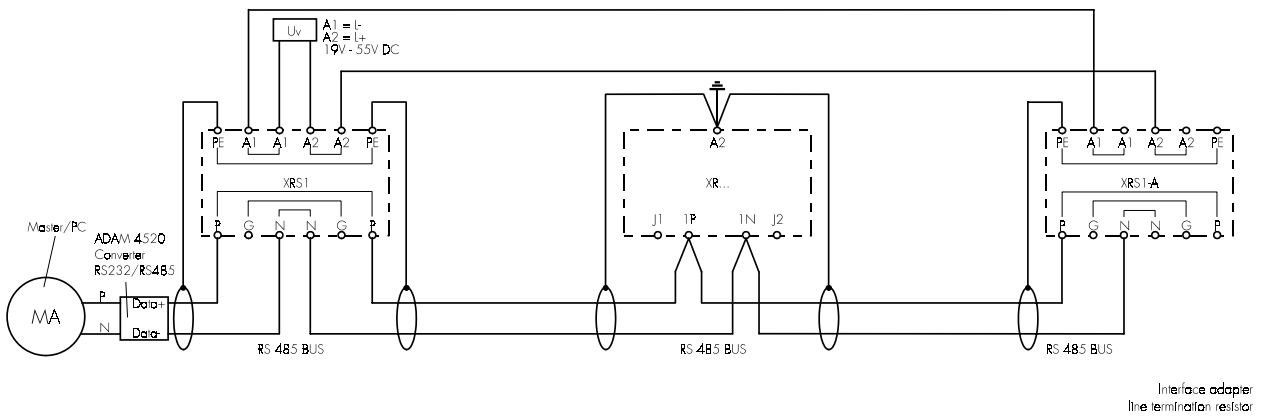 Uv
A1 = L-
A2 = L+
19V - 55V DC
PE A1 A1 A2 A2 PE
XRS1
P G N N G P
A2
XR...
J1 1P 1N J2
PE A1 A1 A2 A2 PE
XRS1-A
P G N N G P
Master/PC
ADAM 4520
Converter
RS232/RS485
MA
P
N
Data+
Data-
RS 485 BUS
RS 485 BUS
RS 485 BUS
Interface adapter
line termination resistor